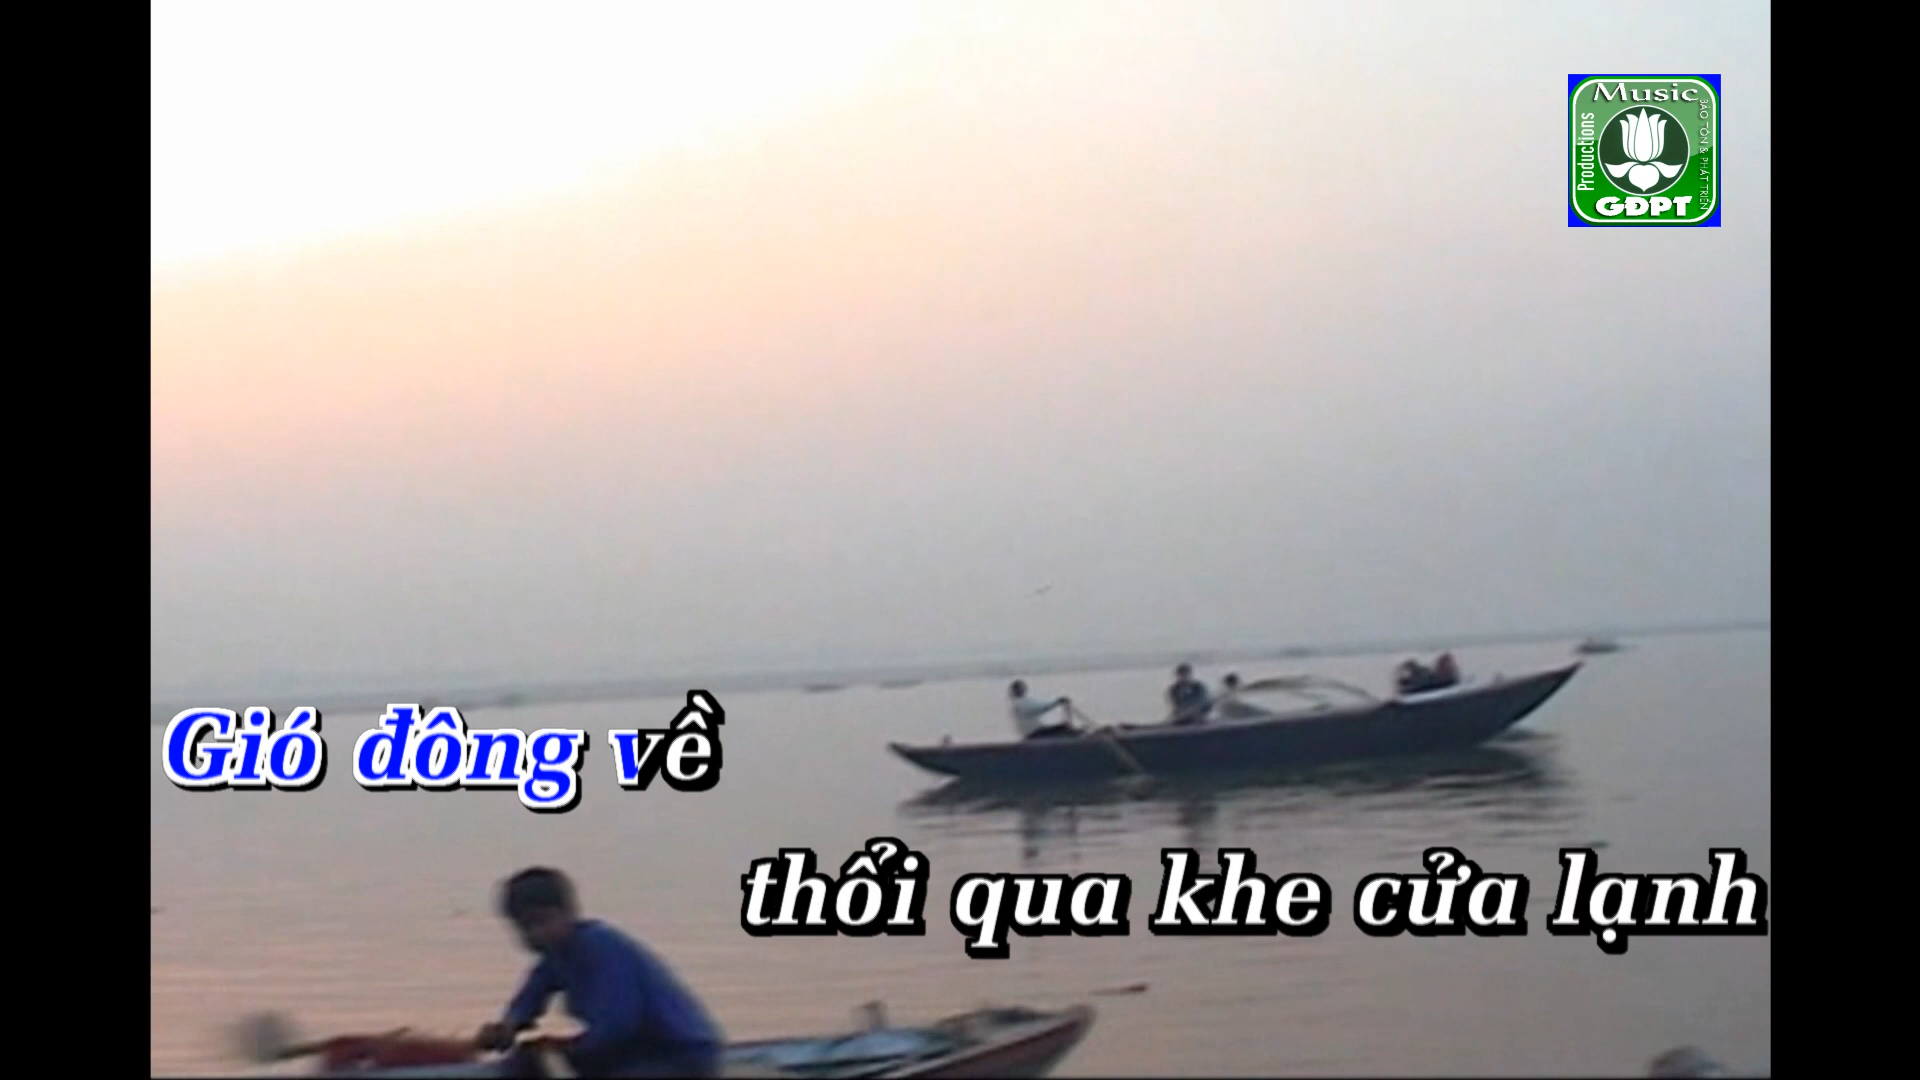 Music
Productions
BẢO TỒN & PHÁT TRIỂN
GĐPT
Gió đông về
thổi qua khe cửa lạnh